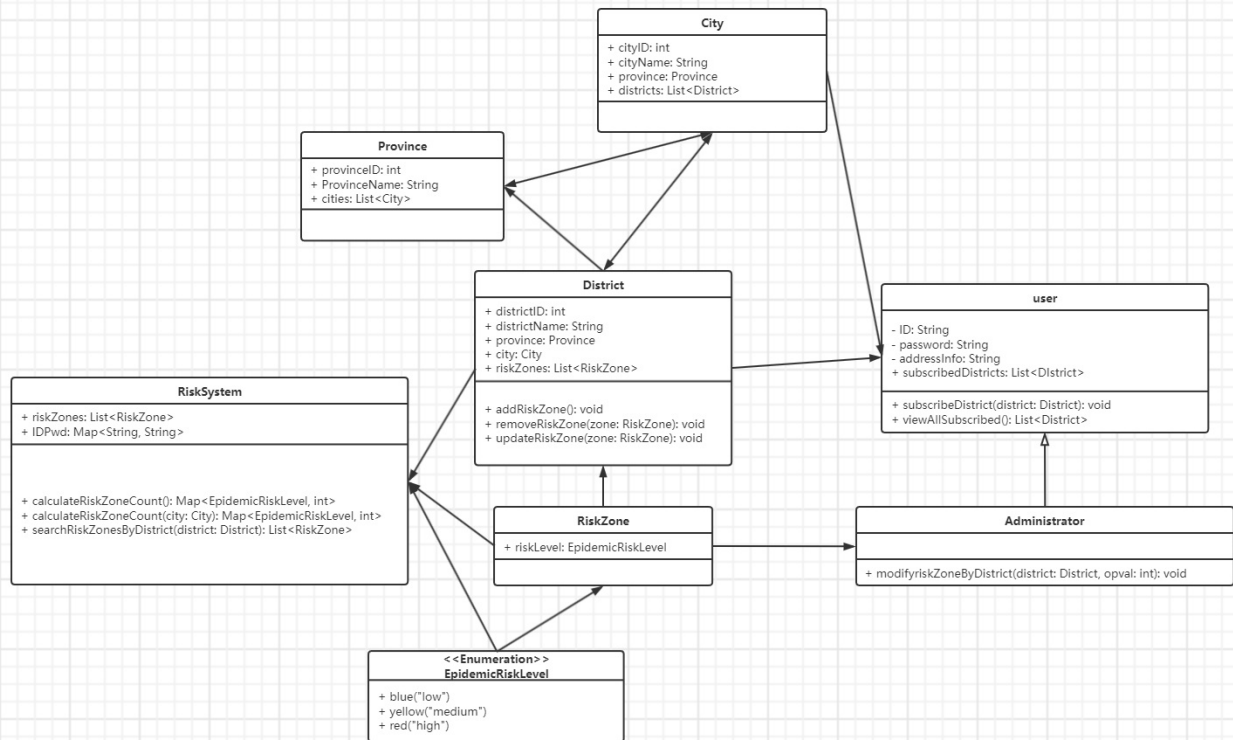 City
+ cityID: int
+ cityName: String
+ province: Province
+ districts: List<District>
Province
+ provinceID: int
+ ProvinceName: String
+ cities: List<City>
District
+ districtID: int
+ districtName: String
+ province: Province
+ city: City
+ riskZones: List<RiskZone>
+ addRiskZone(): void
+ removeRiskZone(zone: RiskZone): void
+ updateRiskZone(zone: RiskZone): void
user
- ID: String
- password: String
- addressInfo: String
+ subscribedDistricts: List<DIstrict>
+ subscribeDistrict(district: District): void
+ viewAllSubscribed(): List<District>
RiskSystem
+ riskZones: List<RiskZone>
+ IDPwd: Map<String, String>
+ calculateRiskZoneCount(): Map<EpidemicRiskLevel, int>
+ calculateRiskZoneCount(city: City): Map<EpidemicRiskLevel, int>
+ searchRiskZonesByDistrict(district: District): List<RiskZone>
RiskZone
+ riskLevel: EpidemicRiskLevel
Administrator
+ modifyriskZoneByDistrict(district: District, opval: int): void
<<Enumeration>>
EpidemicRiskLevel
+ blue("low")
+ yellow("medium")
+ red("high")